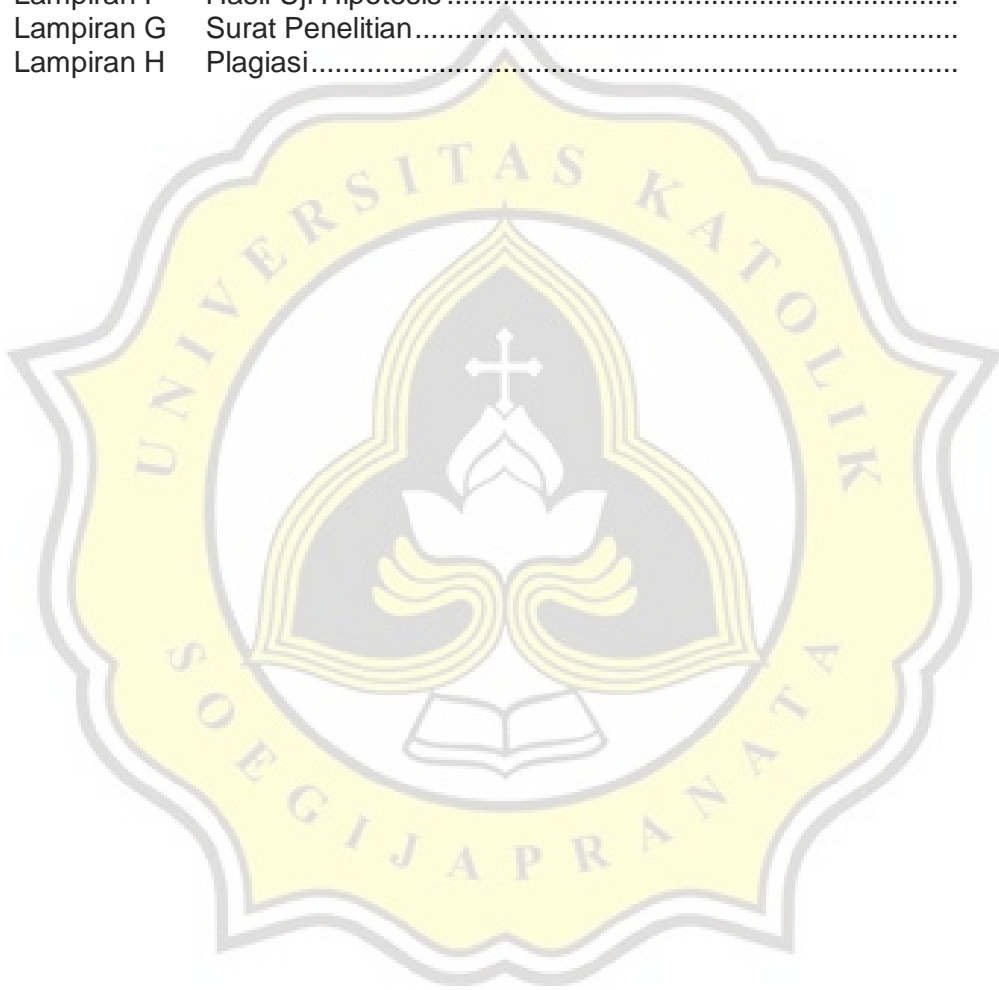 Lampiran F Hasil Uji Hipotesis ................................................................
Lampiran G Surat Penelitian....................................................................
Lampiran H Plagiasi.................................................................................
UNIVERSITAS KATOLIK
SOEGIJAPRANATA